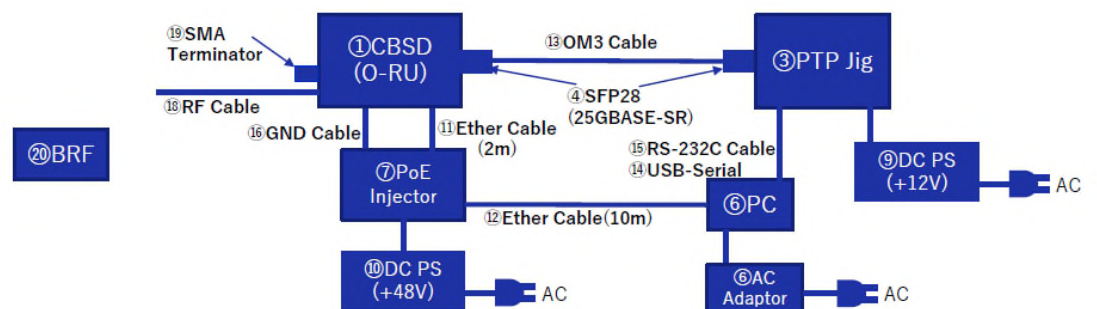 ⑲SMA
Terminator
①CBSD
(O-RU)
⑬OM3 Cable
③PTP Jig
④SFP28
(25GBASE-SR)
⑱RF Cable
⑯GND Cable
⑪Ether Cable
(2m)
⑳BRF
⑮RS-232C Cable
⑭USB-Serial
⑦PoE
Injector
⑨DC PS
(+12V)
AC
⑥PC
⑫Ether Cable(10m)
⑩DC PS
(+48V)
AC
⑥AC
Adaptor
AC